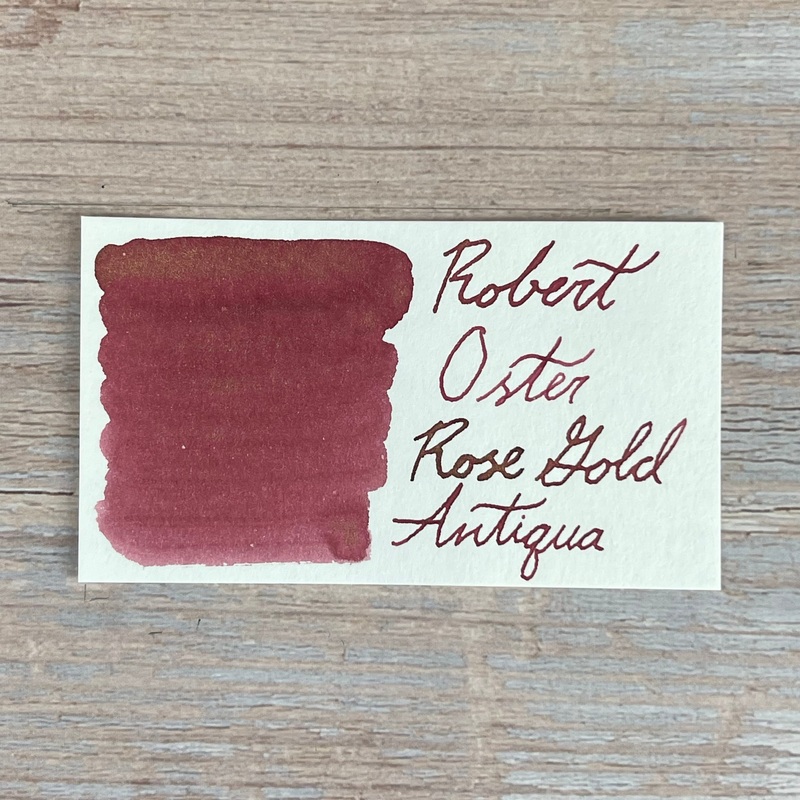 Robert
Oster
Rose Gold
Antiqua